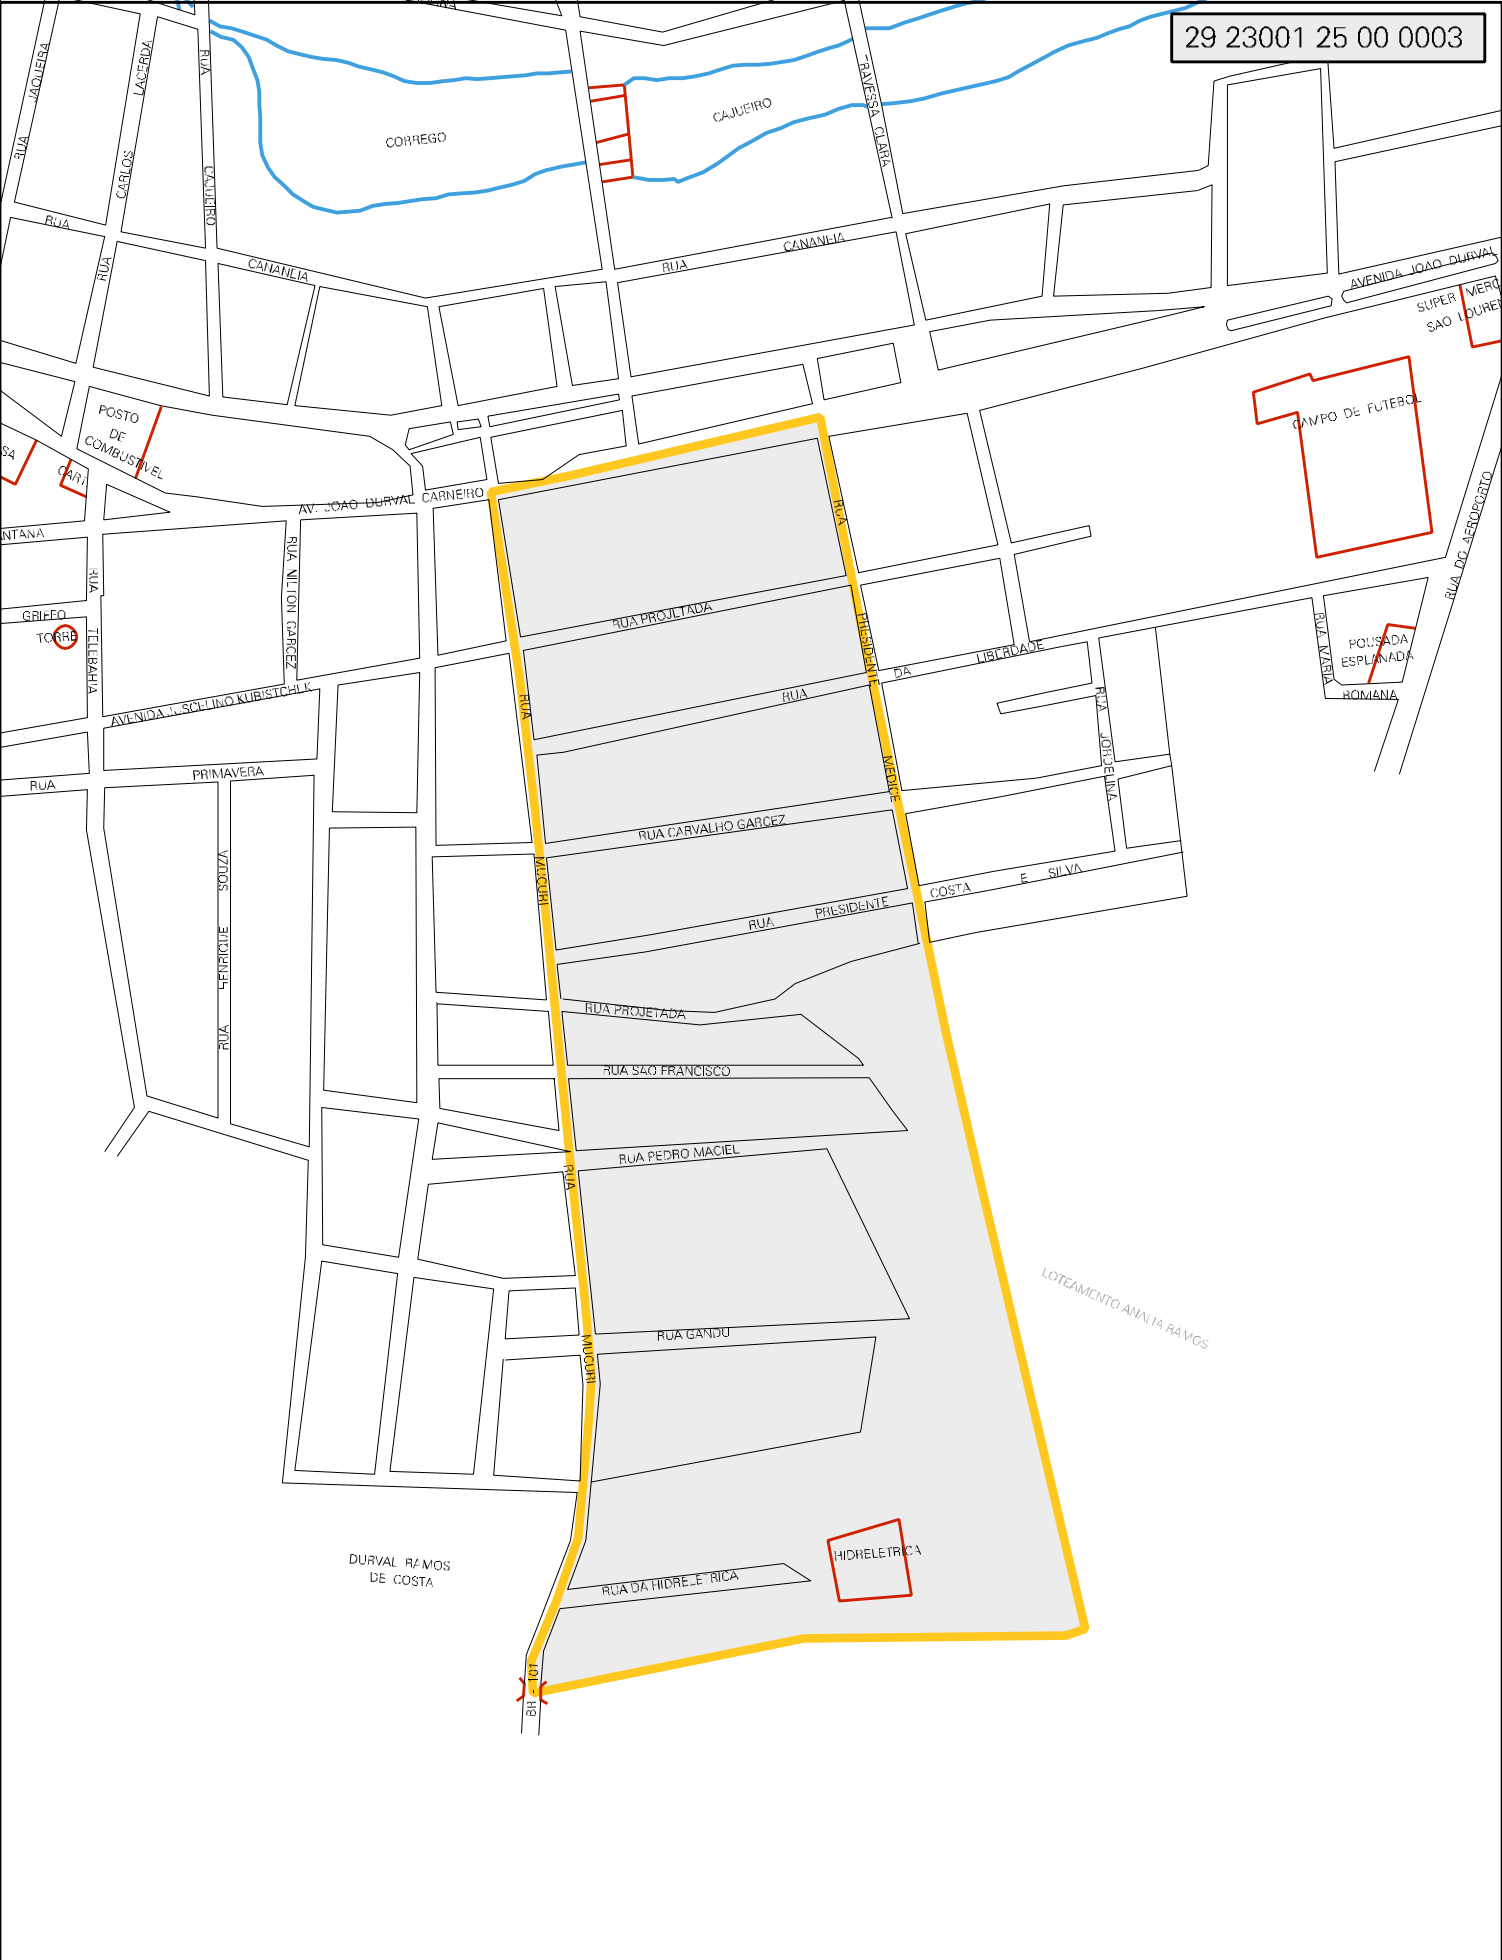 29 23001 25 00 0003
RUA JAQUEIRA
RUA CARLOS LACERDA
RUA CAJUEIRO
CORREGO
CAJUEIRO
TRAVESSA CLARA
RUA CANANEIA
RUA CANANEIA
AVENIDA JOAO DURVAL
SUPER MERC
SAO LOUREN
CAMPO DE FUTEBOL
RUA DO AEROPORTO
POSTO
DE
COMBUSTIVEL
SA
CART
AV. JOAO DURVAL CARNEIRO
ANTANA
RUA NILTON GARCEZ
RUA TELEBAHIA
GRIFFO
TORRE
AVENIDA JUSCELINO KUBISTCHEK
RUA PRIMAVERA
RUA HENRIQUE SOUZA
RUA MUCURI
RUA PRESIDENTE MEDICE
RUA PROJETADA
RUA DA LIBERDADE
RUA MARIA
ROMANA
POUSADA
ESPLANADA
RUA JORDELINA
RUA CARVALHO GARCEZ
RUA PRESIDENTE COSTA E SILVA
RUA PROJETADA
RUA SAO FRANCISCO
RUA PEDRO MACIEL
RUA MUCURI
RUA GANDU
LOTEAMENTO ANALIA RAMOS
HIDRELETRICA
RUA DA HIDRELETRICA
DURVAL RAMOS
DE COSTA
BR - 101